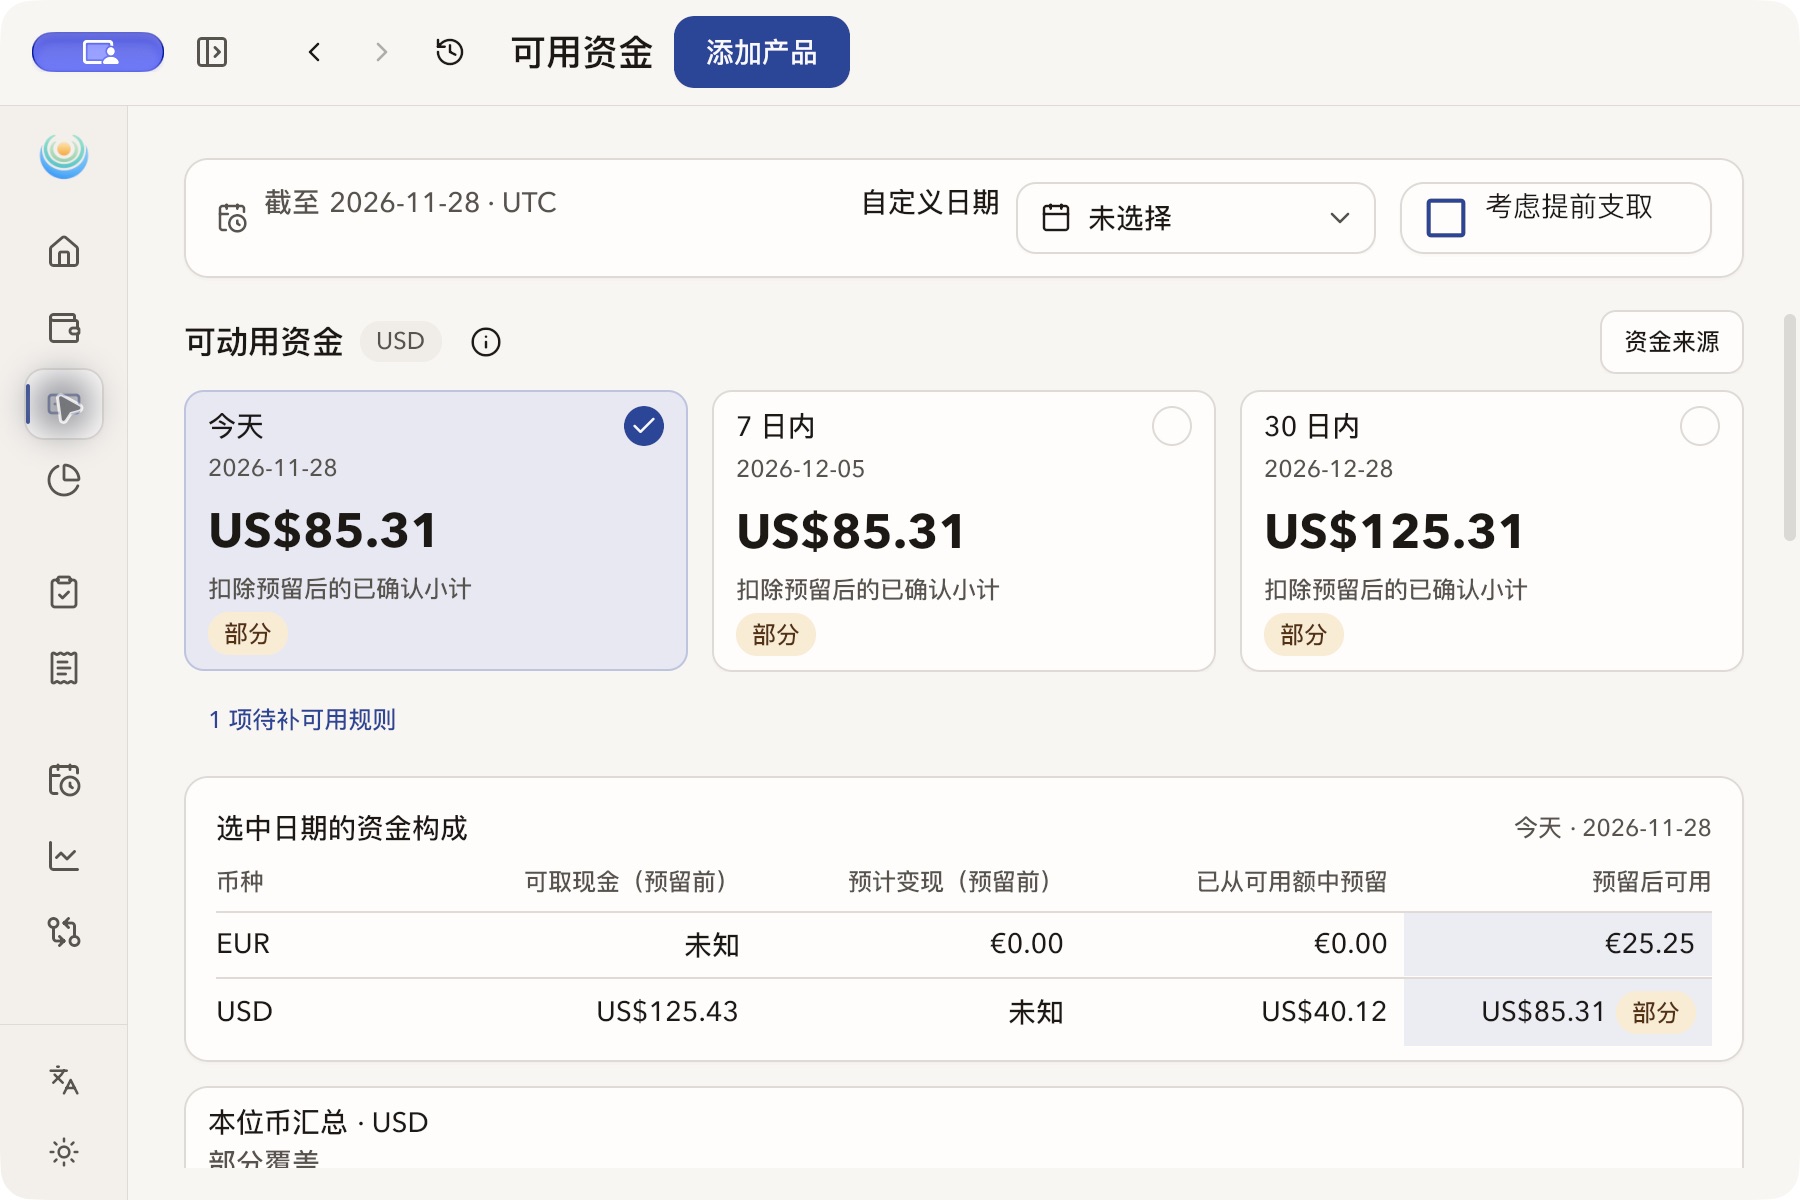 可用资金
添加产品
截至 2026-11-28 · UTC
自定义日期
未选择
考虑提前支取
可动用资金
USD
资金来源
今天
2026-11-28
US$85.31
扣除预留后的已确认小计
部分
7 日内
2026-12-05
US$85.31
扣除预留后的已确认小计
部分
30 日内
2026-12-28
US$125.31
扣除预留后的已确认小计
部分
1 项待补可用规则
选中日期的资金构成
今天 · 2026-11-28
币种 可取现金（预留前） 预计变现（预留前） 已从可用额中预留 预留后可用
EUR 未知 €0.00 €0.00 €25.25
USD US$125.43 未知 US$40.12 US$85.31 部分
本位币汇总 · USD
部分覆盖